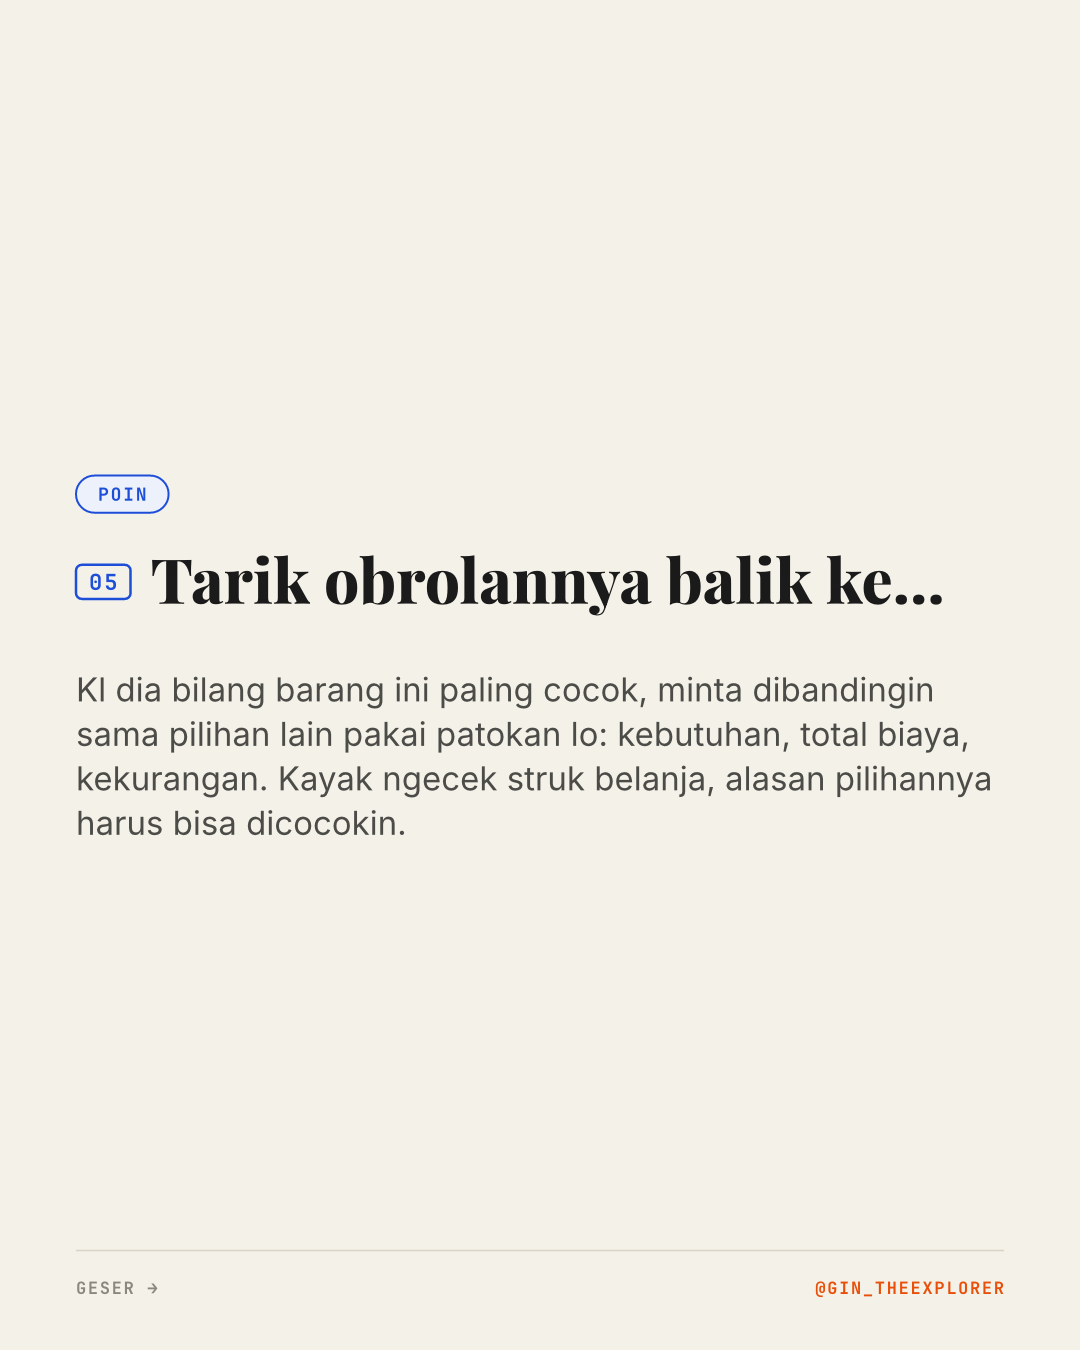 POIN
05 Tarik obrolannya balik ke...
Kl dia bilang barang ini paling cocok, minta dibandingin
sama pilihan lain pakai patokan lo: kebutuhan, total biaya,
kekurangan. Kayak ngecek struk belanja, alasan pilihannya
harus bisa dicocokin.
GESER →
@GIN_THEEXPLORER